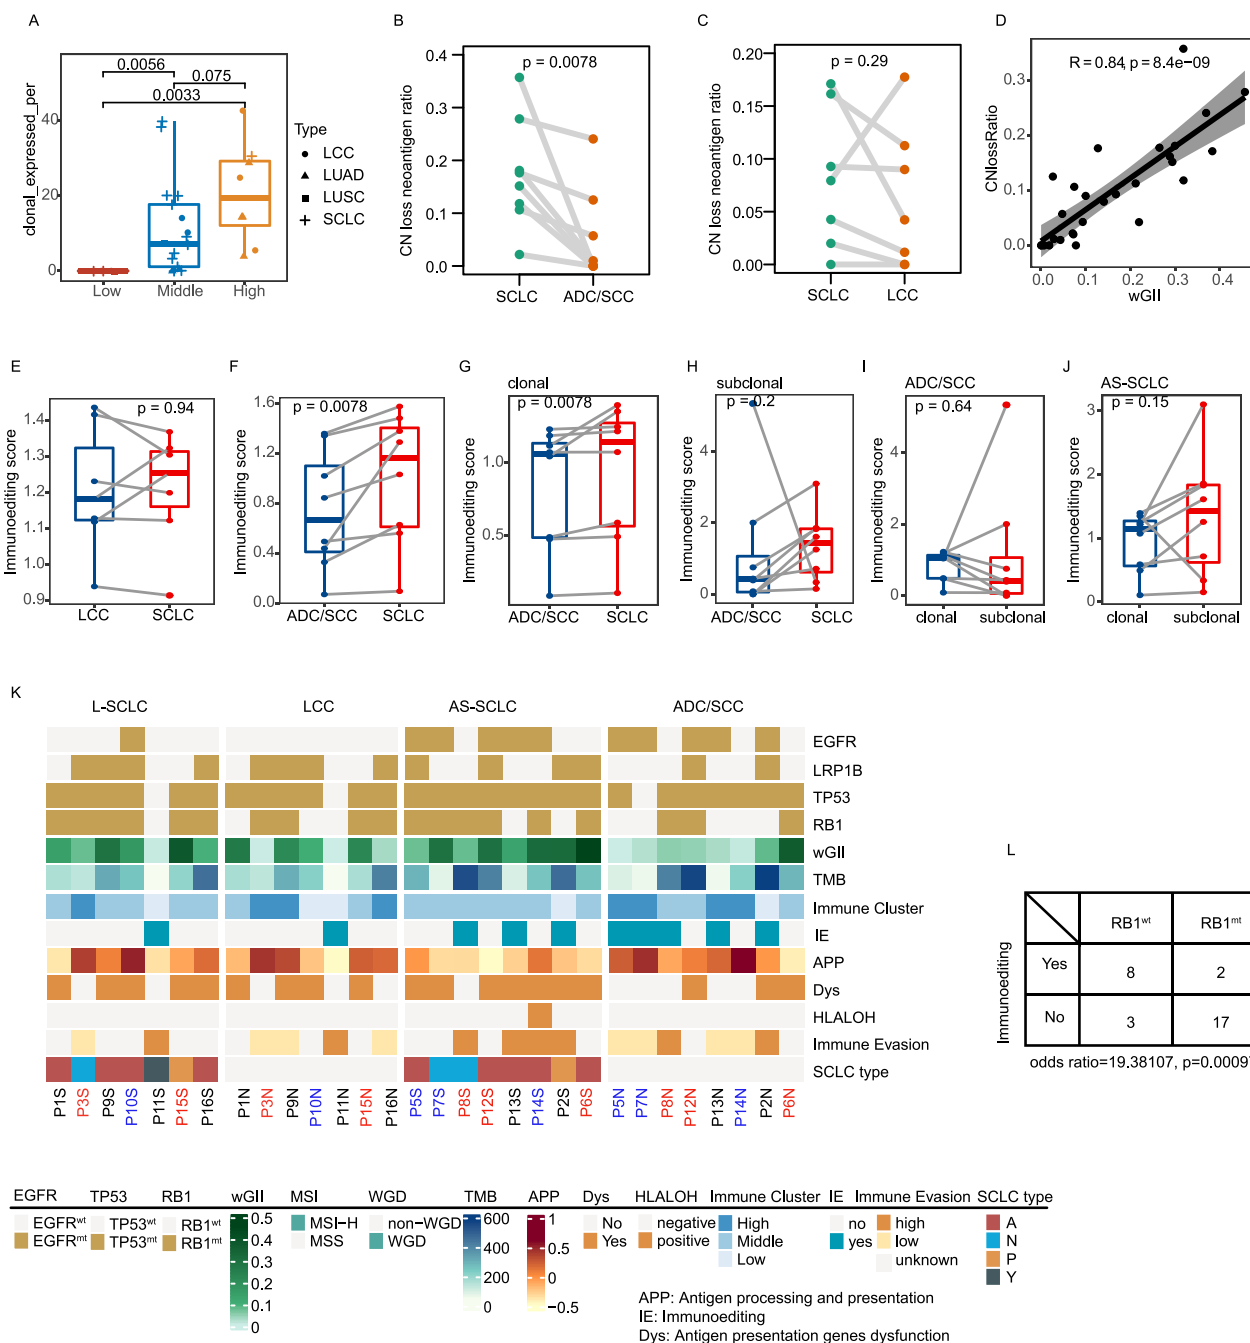 A
0.0056
0.075
0.0033
clonal_expressed_per
40
20
0
Low Middle High
Type
LCC
LUAD
LUSC
SCLC
B
p = 0.0078
CN loss neoantigen ratio
0.4
0.3
0.2
0.1
0.0
SCLC ADC/SCC
C
p = 0.29
CN loss neoantigen ratio
0.20
0.15
0.10
0.05
0.00
SCLC LCC
D
R = 0.84, p = 8.4e−09
CNlossRatio
0.3
0.2
0.1
0.0
0.0 0.1 0.2 0.3 0.4
wGII
E
p = 0.94
Immunoediting score
1.4
1.3
1.2
1.1
1.0
0.9
LCC SCLC
F
p = 0.0078
Immunoediting score
1.6
1.2
0.8
0.4
0.0
ADC/SCC SCLC
G
clonal
p = 0.0078
Immunoediting score
1.0
0.5
ADC/SCC SCLC
H
subclonal
p = 0.2
Immunoediting score
4
2
0
ADC/SCC SCLC
I
ADC/SCC
p = 0.64
Immunoediting score
4
2
0
clonal subclonal
J
AS-SCLC
p = 0.15
Immunoediting score
3
2
1
0
clonal subclonal
K
L-SCLC LCC AS-SCLC ADC/SCC
EGFR
LRP1B
TP53
RB1
wGII
TMB
Immune Cluster
IE
APP
Dys
HLALOH
Immune Evasion
SCLC type
P1S P3S P9S P10S P11S P15S P16S P1N P3N P9N P10N P11N P15N P16N P5S P7S P8S P12S P13S P14S P2S P6S P5N P7N P8N P12N P13N P14N P2N P6N
L
RB1wt RB1mt
Immunoediting
Yes 8 2
No 3 17
odds ratio=19.38107, p=0.00097
EGFR TP53 RB1 wGII MSI WGD TMB APP Dys HLALOH Immune Cluster IE Immune Evasion SCLC type
EGFRwt
EGFRmt
TP53wt
TP53mt
RB1wt
RB1mt
0.5
0.4
0.3
0.2
0.1
0
MSI−H
MSS
non−WGD
WGD
600
400
200
0
1
0.5
0
−0.5
No
Yes
negative
positive
High
Middle
Low
no
yes
high
low
unknown
A
N
P
Y
APP: Antigen processing and presentation
IE: Immunoediting
Dys: Antigen presentation genes dysfunction